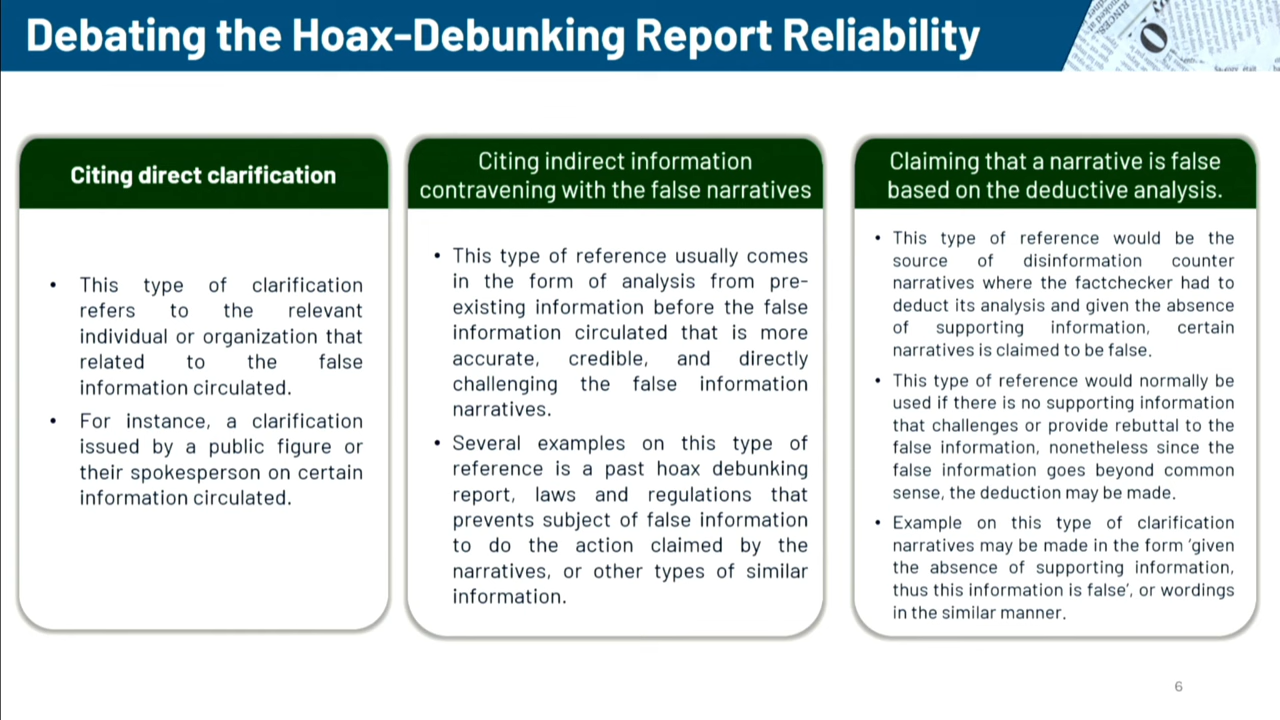 Debating the Hoax-Debunking Report Reliability
Citing direct clarification
• This type of clarification
refers to the relevant
individual or organization that
related to the false
information circulated.
• For instance, a clarification
issued by a public figure or
their spokesperson on certain
information circulated.
Citing indirect information
contravening with the false narratives
• This type of reference usually comes
in the form of analysis from pre-
existing information before the false
information circulated that is more
accurate, credible, and directly
challenging the false information
narratives.
• Several examples on this type of
reference is a past hoax debunking
report, laws and regulations that
prevents subject of false information
to do the action claimed by the
narratives, or other types of similar
information.
Claiming that a narrative is false
based on the deductive analysis.
• This type of reference would be the
source of disinformation counter
narratives where the factchecker had to
deduct its analysis and given the absence
of supporting information, certain
narratives is claimed to be false.
• This type of reference would normally be
used if there is no supporting information
that challenges or provide rebuttal to the
false information, nonetheless since the
false information goes beyond common
sense, the deduction may be made.
• Example on this type of clarification
narratives may be made in the form ‘given
the absence of supporting information,
thus this information is false’, or wordings
in the similar manner.
6